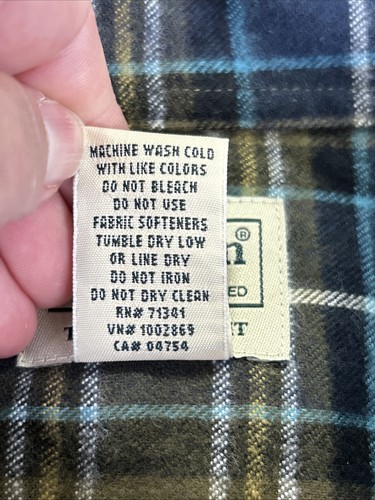 MACHINE WASH COLD
WITH LIKE COLORS
DO NOT BLEACH
DO NOT USE
FABRIC SOFTENERS
TUMBLE DRY LOW
OR LINE DRY
DO NOT IRON
DO NOT DRY CLEAN
RN# 71341
VN# 1002869
CA# 04754